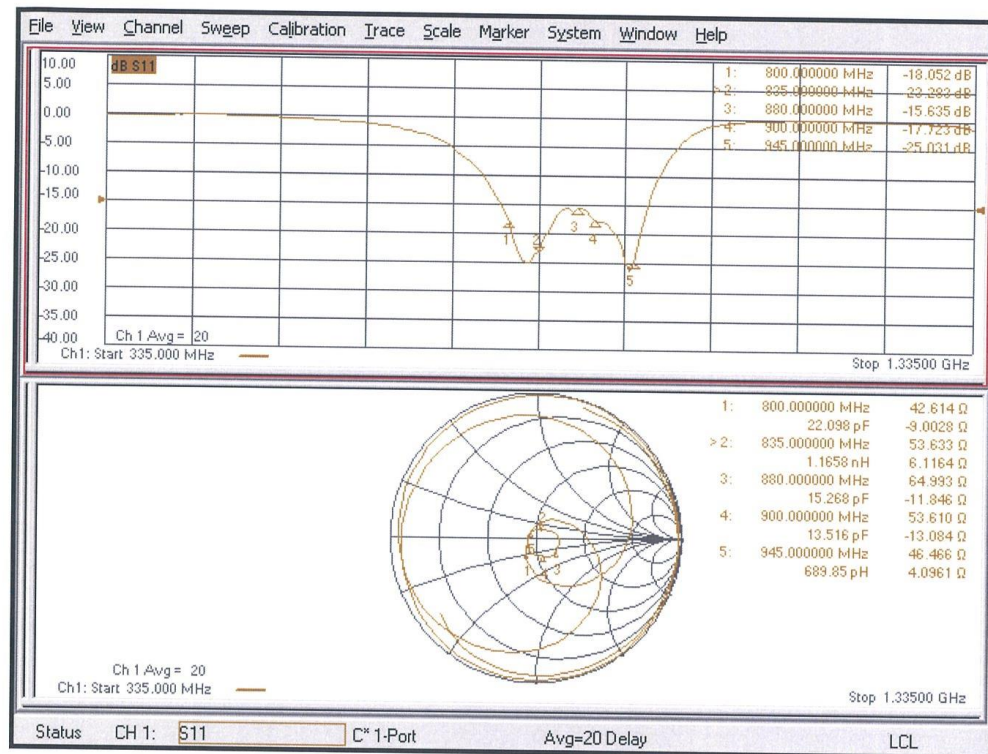 File View Channel Sweep Calibration Trace Scale Marker System Window Help
10.00
5.00
0.00
-5.00
-10.00
-15.00
-20.00
-25.00
-30.00
-35.00
-40.00
dB S11
1: 800.000000 MHz -18.052 dB
>2: 835.000000 MHz -23.283 dB
3: 880.000000 MHz -15.635 dB
4: 900.000000 MHz -17.723 dB
5: 945.000000 MHz -25.031 dB
1
2
3
4
5
Ch 1 Avg = 20
Ch1: Start 335.000 MHz
Stop 1.33500 GHz
1: 800.000000 MHz 42.614 Ω
22.098 pF -9.0028 Ω
>2: 835.000000 MHz 53.633 Ω
1.1658 nH 6.1164 Ω
3: 880.000000 MHz 64.993 Ω
15.268 pF -11.846 Ω
4: 900.000000 MHz 53.610 Ω
13.516 pF -13.084 Ω
5: 945.000000 MHz 46.466 Ω
689.85 pH 4.0961 Ω
1
3
Ch 1 Avg = 20
Ch1: Start 335.000 MHz
Stop 1.33500 GHz
Status CH 1: S11 C* 1-Port Avg=20 Delay LCL